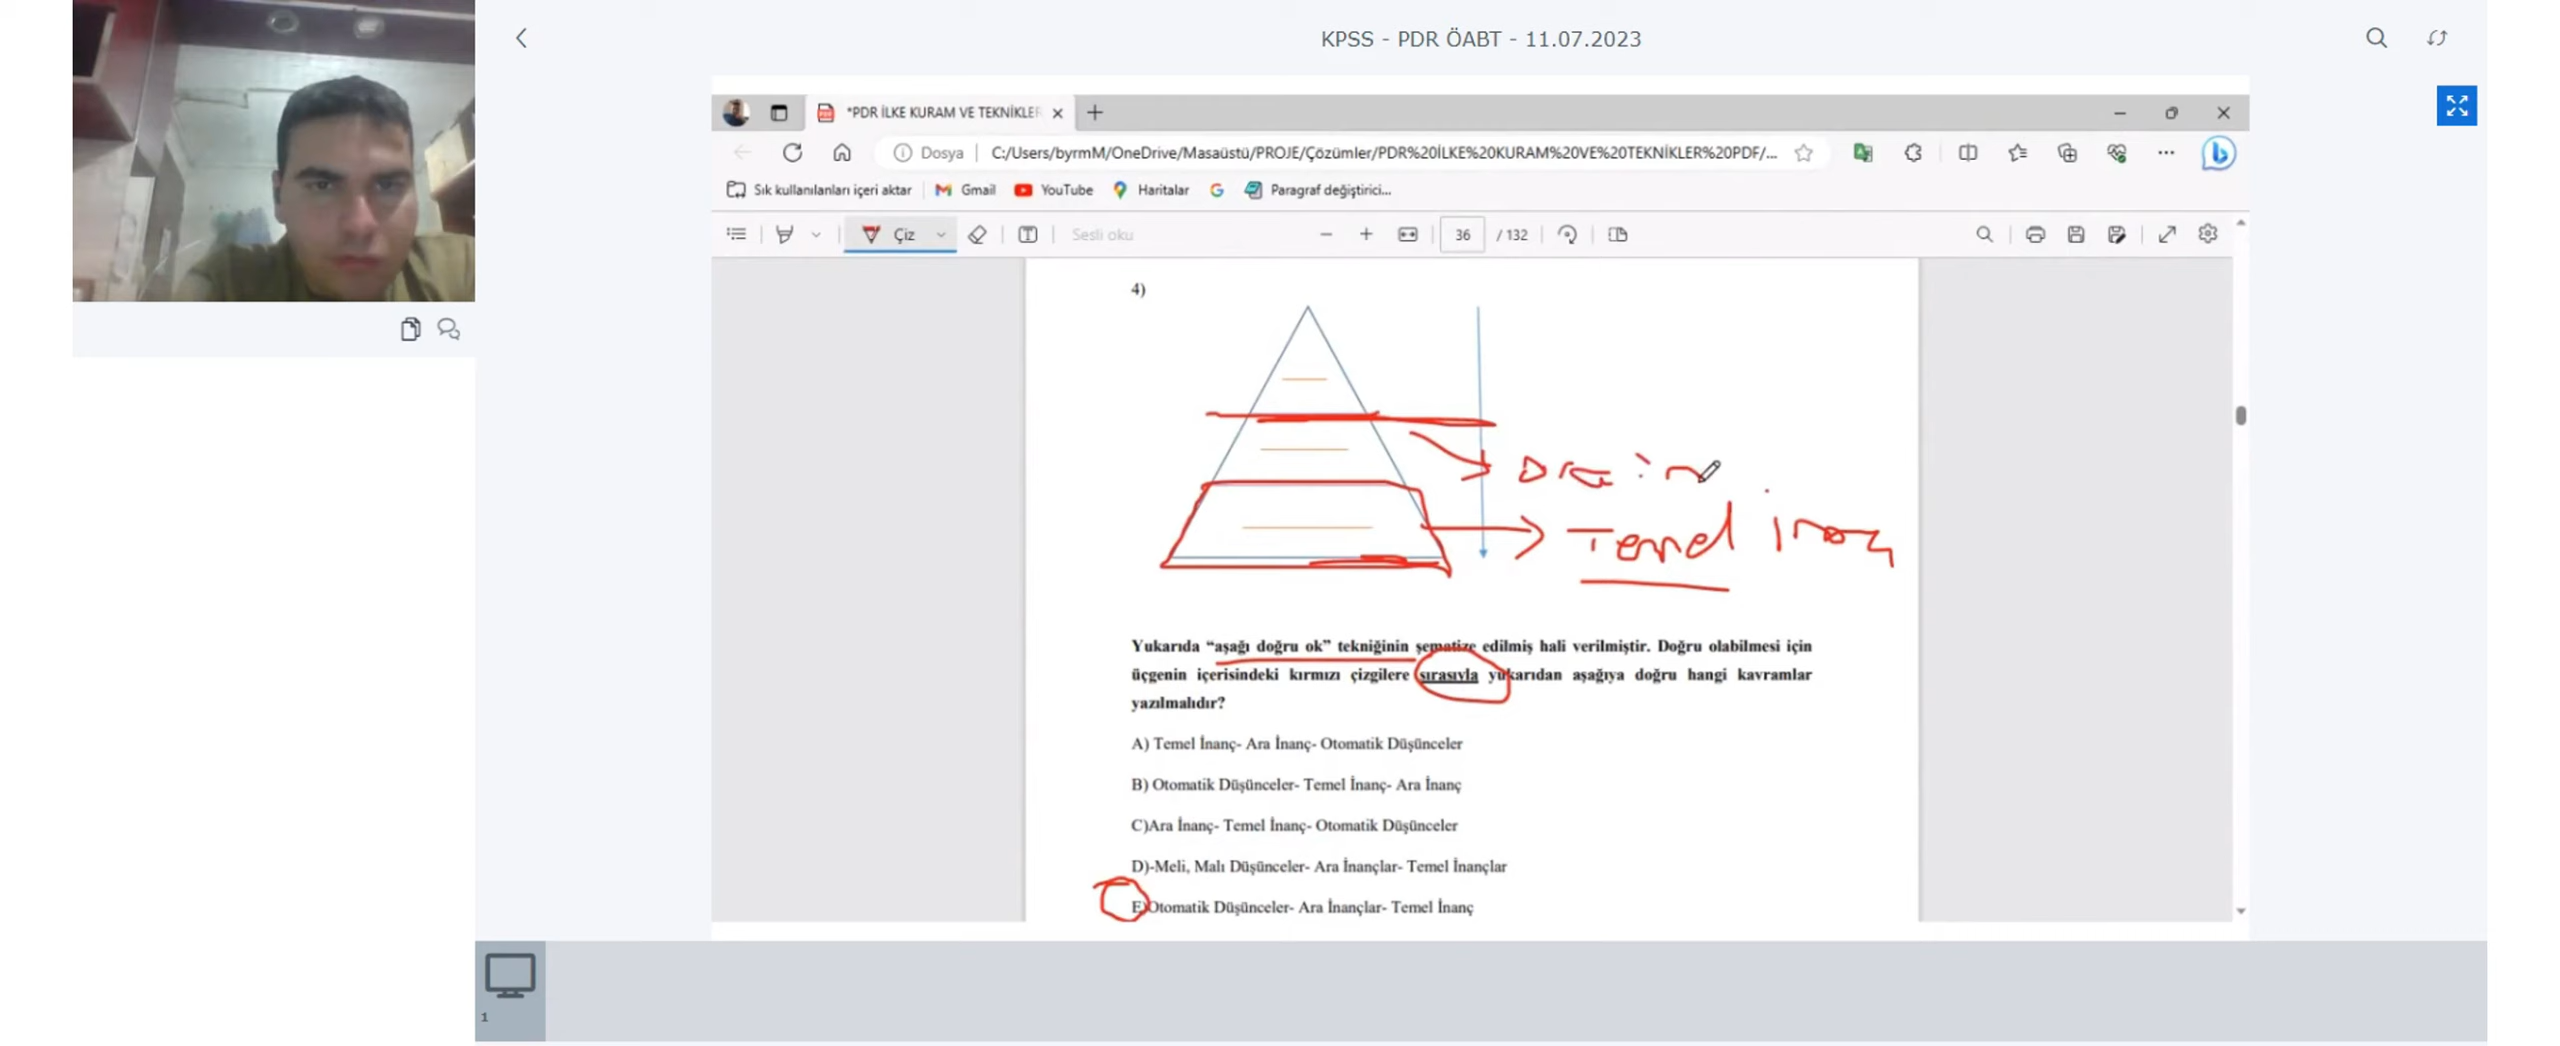 KPSS - PDR ÖABT - 11.07.2023
*PDR İLKE KURAM VE TEKNİKLER
Dosya C:/Users/byrmM/OneDrive/Masaüstü/PROJE/Çözümler/PDR%20İLKE%20KURAM%20VE%20TEKNİKLER%20PDF/...
Sık kullanılanları içeri aktar Gmail YouTube Haritalar Paragraf değiştirici...
Çiz Sesli oku 36 / 132
4)
Temel inanç
Yukarıda “aşağı doğru ok” tekniğinin şematize edilmiş hali verilmiştir. Doğru olabilmesi için
üçgenin içerisindeki kırmızı çizgilere sırasıyla yukarıdan aşağıya doğru hangi kavramlar
yazılmalıdır?
A) Temel İnanç- Ara İnanç- Otomatik Düşünceler
B) Otomatik Düşünceler- Temel İnanç- Ara İnanç
C)Ara İnanç- Temel İnanç- Otomatik Düşünceler
D)-Meli, Malı Düşünceler- Ara İnançlar- Temel İnançlar
E)Otomatik Düşünceler- Ara İnançlar- Temel İnanç
1